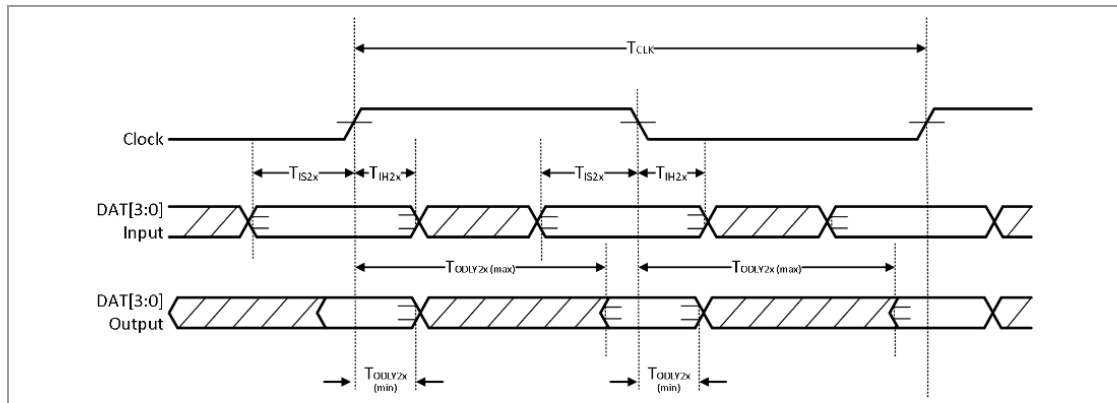 TCLK
Clock
TIS2x TIH2x TIS2x TIH2x
DAT[3:0]
Input
TODLY2x (max) TODLY2x (max)
DAT[3:0]
Output
TODLY2x TODLY2x
(min) (min)